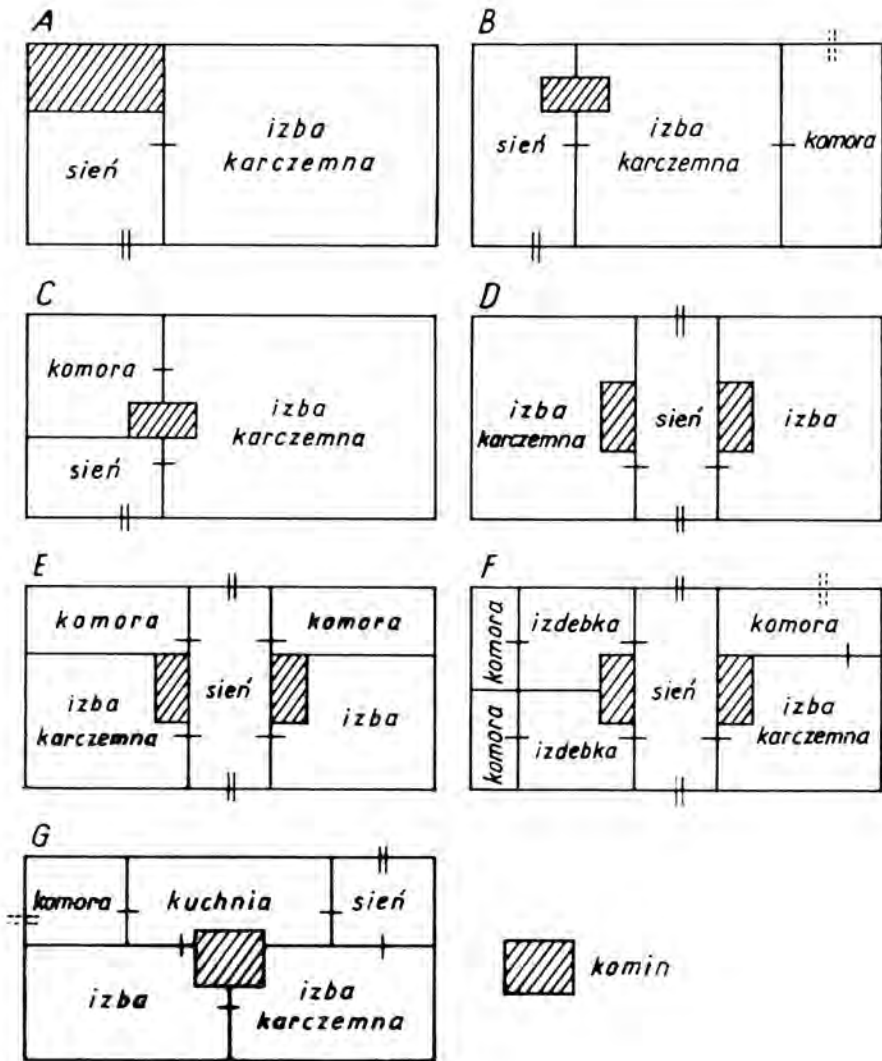 A
izba
karczemna
sień
B
sień
izba
karczemna
komora
C
komora
sień
izba
karczemna
D
izba
karczemna
sień
izba
E
komora
komora
izba
karczemna
sień
izba
F
komora
izdebka
komora
sień
komora
izdebka
izba
karczemna
G
komora
kuchnia
sień
izba
izba
karczemna
komin